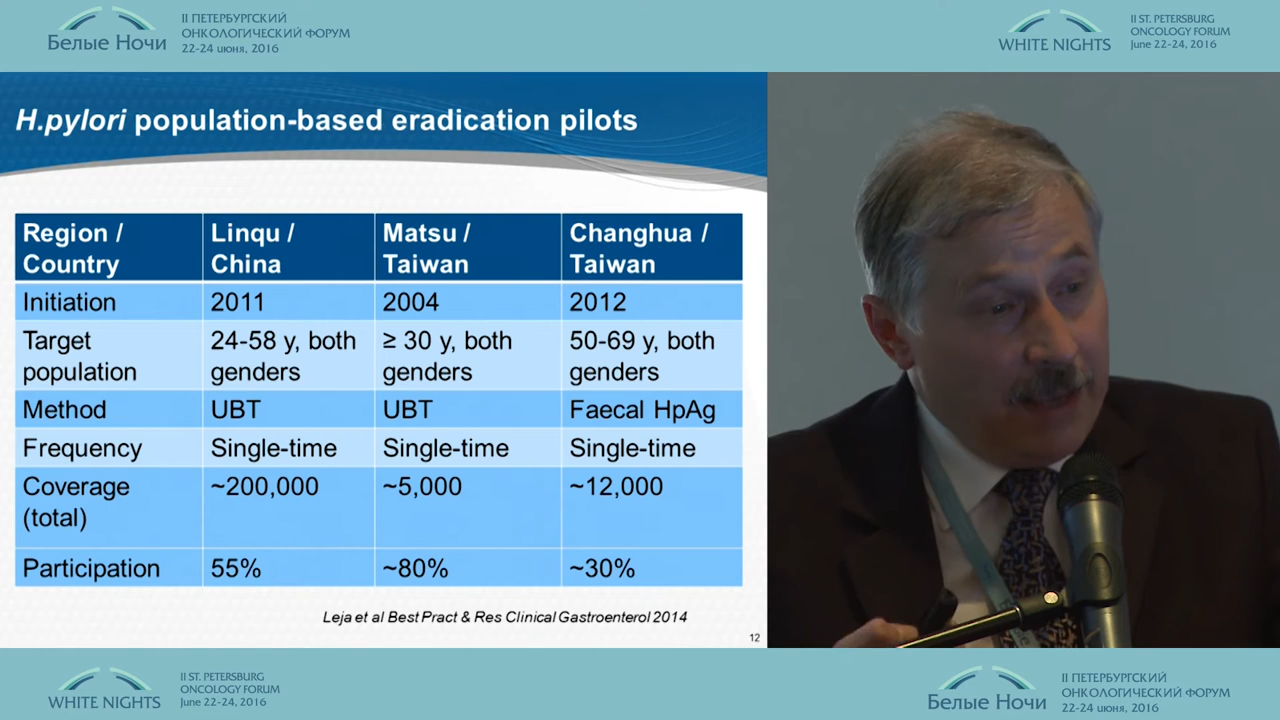 Белые Ночи
II ПЕТЕРБУРГСКИЙ
ОНКОЛОГИЧЕСКИЙ ФОРУМ
22-24 июня, 2016
WHITE NIGHTS
II ST. PETERSBURG
ONCOLOGY FORUM
June 22-24, 2016
H.pylori population-based eradication pilots
Region / Country
Linqu / China
Matsu / Taiwan
Changhua / Taiwan
Initiation
2011
2004
2012
Target population
24-58 y, both genders
≥ 30 y, both genders
50-69 y, both genders
Method
UBT
UBT
Faecal HpAg
Frequency
Single-time
Single-time
Single-time
Coverage (total)
~200,000
~5,000
~12,000
Participation
55%
~80%
~30%
Leja et al Best Pract & Res Clinical Gastroenterol 2014
12
WHITE NIGHTS
II ST. PETERSBURG
ONCOLOGY FORUM
June 22-24, 2016
Белые Ночи
II ПЕТЕРБУРГСКИЙ
ОНКОЛОГИЧЕСКИЙ ФОРУМ
22-24 июня, 2016